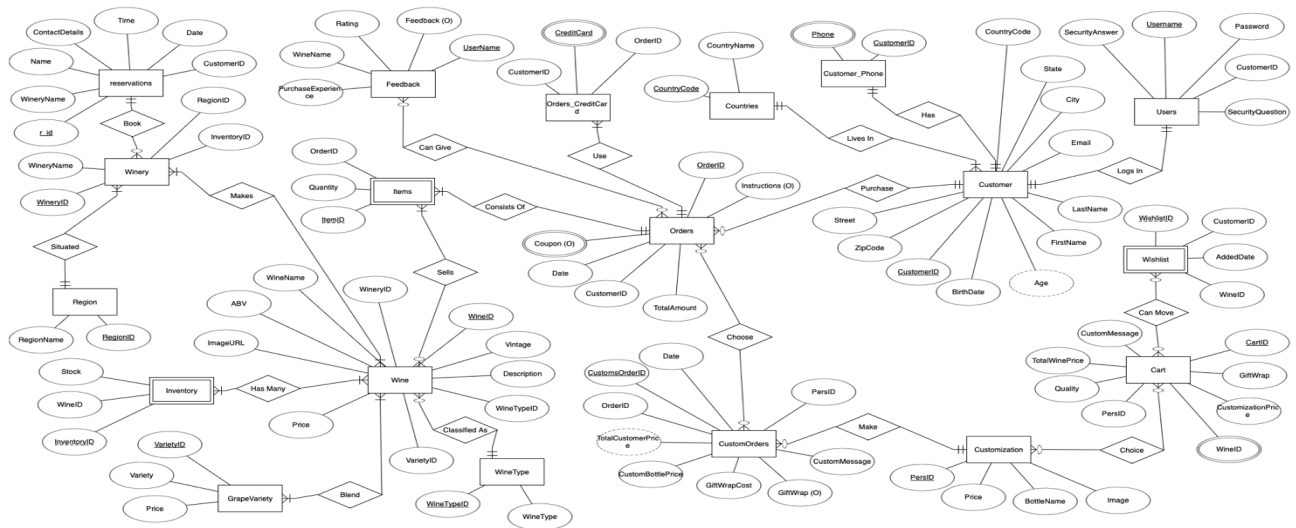 ContactDetails
Time
Date
Name
reservations
CustomerID
WineryName
r_id
Book
RegionID
InventoryID
WineryName
Winery
WineryID
Situated
Region
RegionName
RegionID
Rating
Feedback (O)
WineName
UserName
PurchaseExperien
ce
Feedback
Can Give
CreditCard
OrderID
CustomerID
Orders_CreditCar
d
Use
CountryName
CountryCode
Countries
Lives In
Phone
CustomerID
Customer_Phone
Has
CountryCode
State
City
Email
Customer
LastName
FirstName
Age
BirthDate
CustomerID
ZipCode
Street
Purchase
Logs In
SecurityAnswer
Username
Password
CustomerID
SecurityQuestion
Users
Makes
OrderID
Quantity
ItemID
Items
Consists Of
Sells
OrderID
Instructions (O)
Orders
Coupon (O)
Date
CustomerID
TotalAmount
Choose
WishlistID
CustomerID
AddedDate
WineID
Wishlist
Can Move
WineName
WineryID
ABV
ImageURL
WineID
Vintage
Description
WineTypeID
Wine
Price
VarietyID
Classified As
WineType
WineTypeID
WineType
Stock
WineID
InventoryID
Inventory
Has Many
VarietyID
Variety
Price
GrapeVariety
Blend
Date
CustomsOrderID
OrderID
TotalCustomerPric
e
CustomBottlePrice
GiftWrapCost
GiftWrap (O)
CustomMessage
PersID
CustomOrders
Make
Customization
PersID
Price
BottleName
Image
Choice
CustomMessage
TotalWinePrice
Quality
PersID
Cart
CartID
GiftWrap
CustomizationPric
e
WineID